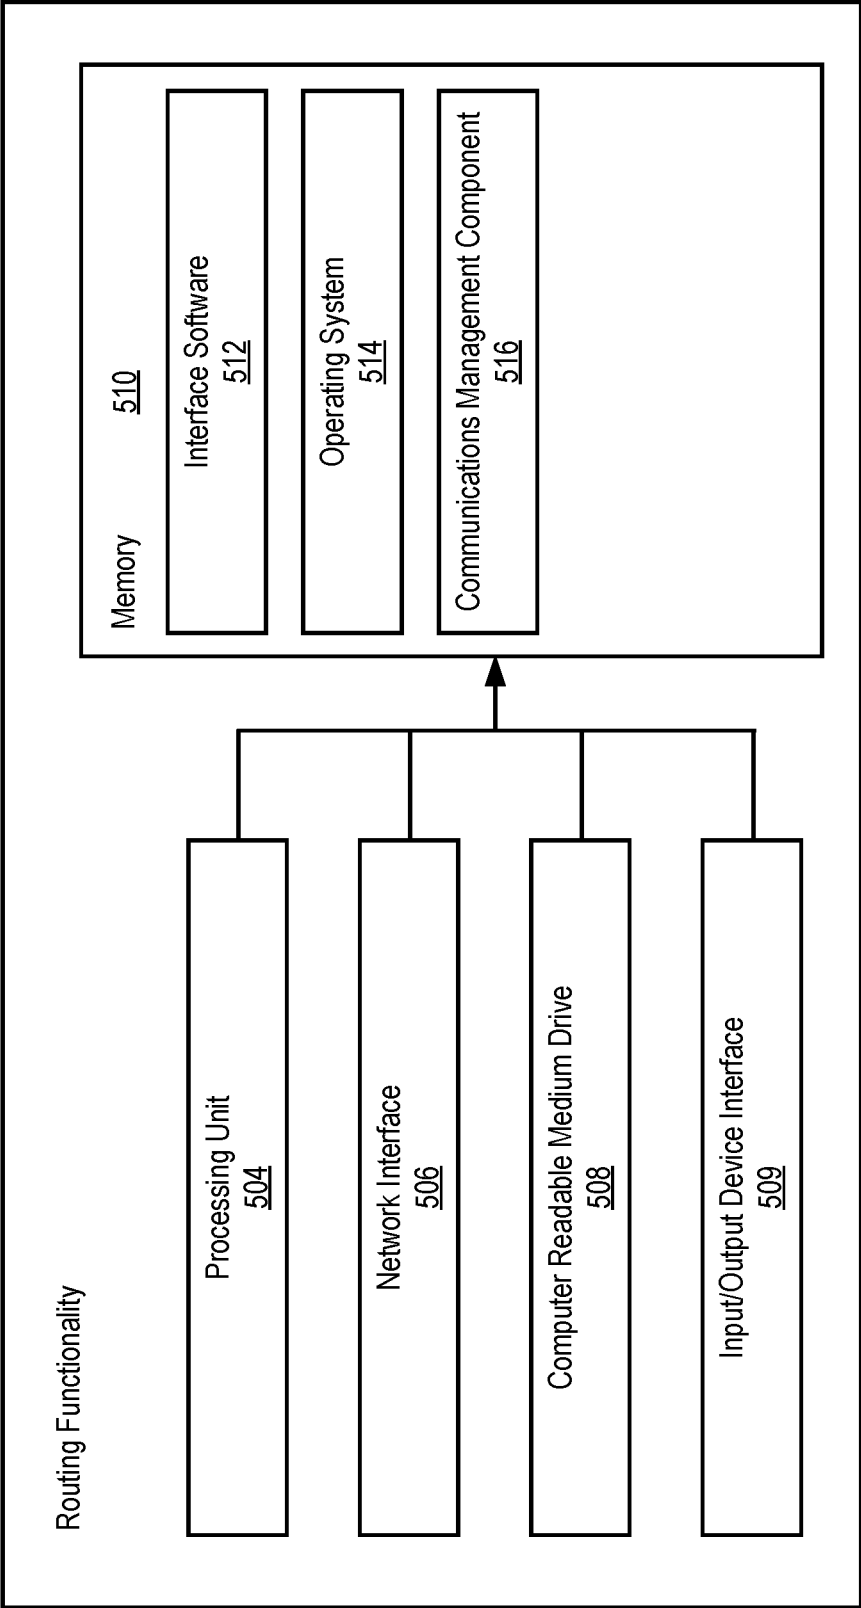 Routing Functionality
Processing Unit
504
Network Interface
506
Computer Readable Medium Drive
508
Input/Output Device Interface
509
Memory
510
Interface Software
512
Operating System
514
Communications Management Component
516